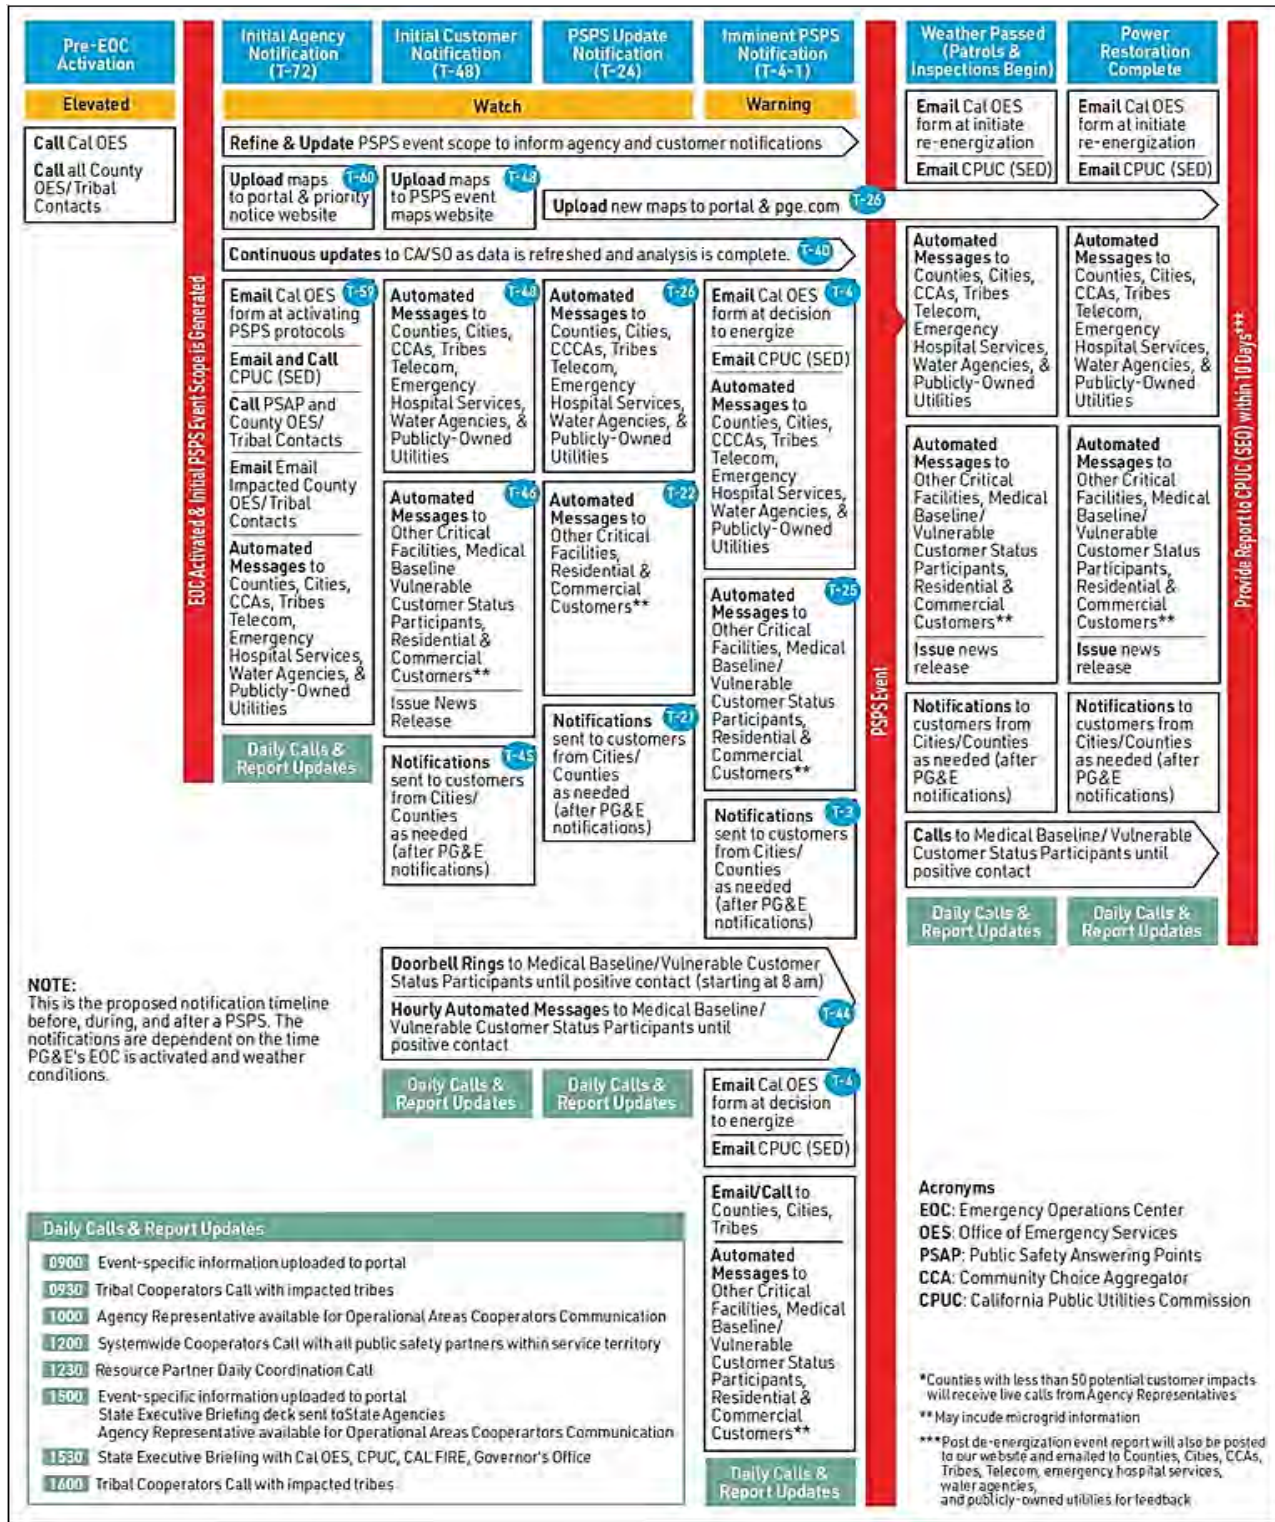 Pre-EOC
Activation
Elevated
Call Cal OES
Call all County
OES/Tribal
Contacts
EOC Activated & Initial PSPS Event Scope is Generated
Initial Agency
Notification
(T-72)
Initial Customer
Notification
(T-48)
PSPS Update
Notification
(T-24)
Imminent PSPS
Notification
(T-4-1)
Watch
Warning
Refine & Update PSPS event scope to inform agency and customer notifications
Upload maps T-60
to portal & priority
notice website
Upload maps T-48
to PSPS event
maps website
Upload new maps to portal & pge.com T-26
Continuous updates to CA/SO as data is refreshed and analysis is complete. T-40
Email Cal OES T-59
form at activating
PSPS protocols
Email and Call
CPUC (SED)
Call PSAP and
County OES/
Tribal Contacts
Email Email
Impacted County
OES/Tribal
Contacts
Automated
Messages to
Counties, Cities,
CCAs, Tribes
Telecom,
Emergency
Hospital Services,
Water Agencies, &
Publicly-Owned
Utilities
Daily Calls &
Report Updates
Automated T-48
Messages to
Counties, Cities,
CCAs, Tribes
Telecom,
Emergency
Hospital Services,
Water Agencies, &
Publicly-Owned
Utilities
Automated T-46
Messages to
Other Critical
Facilities, Medical
Baseline
Vulnerable
Customer Status
Participants,
Residential &
Commercial
Customers**
Issue News
Release
Notifications T-45
sent to customers
from Cities/
Counties
as needed
(after PG&E
notifications)
Automated T-26
Messages to
Counties, Cities,
CCCAs, Tribes
Telecom,
Emergency
Hospital Services,
Water Agencies, &
Publicly-Owned
Utilities
Automated T-22
Messages to
Other Critical
Facilities,
Residential &
Commercial
Customers**
Notifications T-21
sent to customers
from Cities/
Counties
as needed
(after PG&E
notifications)
Email Cal OES T-4
form at decision
to energize
Email CPUC (SED)
Automated
Messages to
Counties, Cities,
CCCAs, Tribes
Telecom,
Emergency
Hospital Services,
Water Agencies, &
Publicly-Owned
Utilities
Automated T-25
Messages to
Other Critical
Facilities, Medical
Baseline/
Vulnerable
Customer Status
Participants,
Residential &
Commercial
Customers**
Notifications T-3
sent to customers
from Cities/
Counties
as needed
(after PG&E
notifications)
Doorbell Rings to Medical Baseline/Vulnerable Customer
Status Participants until positive contact (starting at 8 am)
Hourly Automated Messages to Medical Baseline/
Vulnerable Customer Status Participants until
positive contact
T-44
Daily Calls &
Report Updates
Daily Calls &
Report Updates
Email Cal OES T-4
form at decision
to energize
Email CPUC (SED)
Email/Call to
Counties, Cities,
Tribes
Automated
Messages to
Other Critical
Facilities, Medical
Baseline/
Vulnerable
Customer Status
Participants,
Residential &
Commercial
Customers**
Daily Calls &
Report Updates
PSPS Event
Weather Passed
(Patrols &
Inspections Begin)
Email Cal OES
form at initiate
re-energization
Email CPUC (SED)
Automated
Messages to
Counties, Cities,
CCAs, Tribes
Telecom,
Emergency
Hospital Services,
Water Agencies, &
Publicly-Owned
Utilities
Automated
Messages to
Other Critical
Facilities, Medical
Baseline/
Vulnerable
Customer Status
Participants,
Residential &
Commercial
Customers**
Issue news
release
Notifications to
customers from
Cities/Counties
as needed (after
PG&E
notifications)
Power
Restoration
Complete
Email Cal OES
form at initiate
re-energization
Email CPUC (SED)
Automated
Messages to
Counties, Cities,
CCAs, Tribes
Telecom,
Emergency
Hospital Services,
Water Agencies, &
Publicly-Owned
Utilities
Automated
Messages to
Other Critical
Facilities, Medical
Baseline/
Vulnerable
Customer Status
Participants,
Residential &
Commercial
Customers**
Issue news
release
Notifications to
customers from
Cities/Counties
as needed (after
PG&E
notifications)
Calls to Medical Baseline/Vulnerable
Customer Status Participants until
positive contact
Daily Calls &
Report Updates
Daily Calls &
Report Updates
Provide Report to CPUC (SED) within 10 Days***
NOTE:
This is the proposed notification timeline
before, during, and after a PSPS. The
notifications are dependent on the time
PG&E's EOC is activated and weather
conditions.
Daily Calls & Report Updates
0900 Event-specific information uploaded to portal
0930 Tribal Cooperators Call with impacted tribes
1000 Agency Representative available for Operational Areas Cooperators Communication
1200 Systemwide Cooperators Call with all public safety partners within service territory
1230 Resource Partner Daily Coordination Call
1500 Event-specific information uploaded to portal
State Executive Briefing deck sent to State Agencies
Agency Representative available for Operational Areas Cooperartors Communication
1530 State Executive Briefing with Cal OES, CPUC, CAL FIRE, Governor's Office
1600 Tribal Cooperators Call with impacted tribes
Acronyms
EOC: Emergency Operations Center
OES: Office of Emergency Services
PSAP: Public Safety Answering Points
CCA: Community Choice Aggregator
CPUC: California Public Utilities Commission
*Counties with less than 50 potential customer impacts
will receive live calls from Agency Representatives
**May incude microgrid information
***Post de-energization event report will also be posted
to our website and emailed to Counties, Cities, CCAs,
Tribes, Telecom, emergency hospital services,
water agencies,
and publicly-owned utilities for feedback